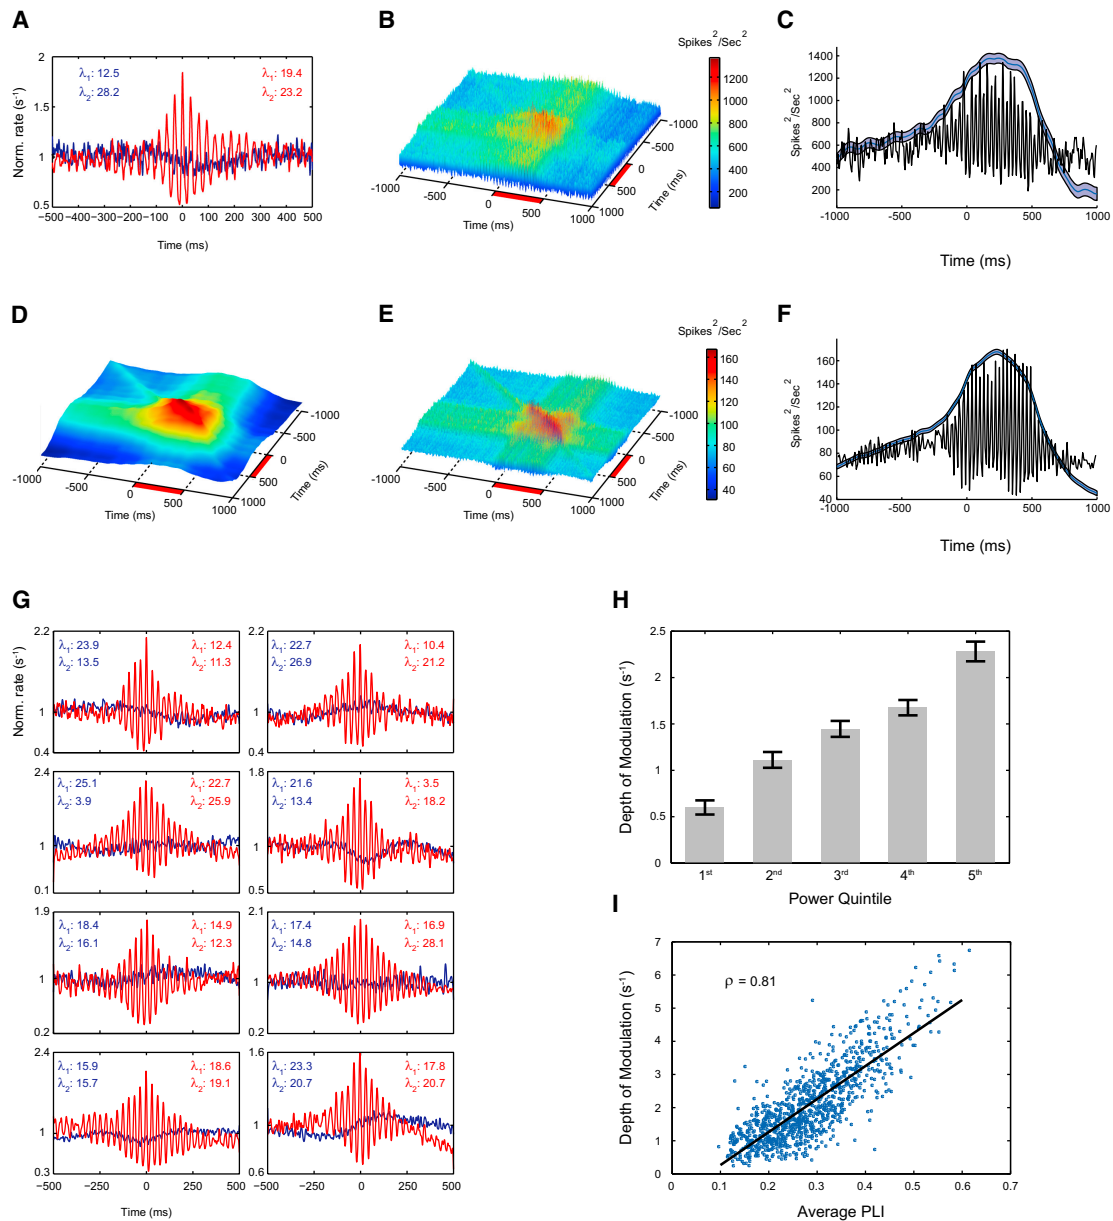 A
Norm. rate (s⁻¹)
2
1.5
1
0.5
λ₁: 12.5
λ₂: 28.2
λ₁: 19.4
λ₂: 23.2
−500 −400 −300 −200 −100 0 100 200 300 400 500
Time (ms)
B
Spikes²/Sec²
1200
1000
800
600
400
200
-1000
-500
0
500
1000
Time (ms)
-1000
-500
0
500
1000
Time (ms)
C
Spikes²/Sec²
1400
1200
1000
800
600
400
200
-1000 -500 0 500 1000
Time (ms)
D
-1000
-500
0
500
1000
Time (ms)
-1000
-500
0
500
1000
Time (ms)
E
Spikes²/Sec²
160
140
120
100
80
60
40
-1000
-500
0
500
1000
Time (ms)
-1000
-500
0
500
1000
Time (ms)
F
Spikes²/Sec²
160
140
120
100
80
60
40
-1000 -500 0 500 1000
Time (ms)
G
Norm. rate (s⁻¹)
2.2
1
0.4
λ₁: 23.9
λ₂: 13.5
λ₁: 12.4
λ₂: 11.3
2.2
1
0.4
λ₁: 22.7
λ₂: 26.9
λ₁: 10.4
λ₂: 21.2
2.4
1
0.1
λ₁: 25.1
λ₂: 3.9
λ₁: 22.7
λ₂: 25.9
1.8
1
0.5
λ₁: 21.6
λ₂: 13.4
λ₁: 3.5
λ₂: 18.2
1.9
1
0.2
λ₁: 18.4
λ₂: 16.1
λ₁: 14.9
λ₂: 12.3
2.1
1
0.2
λ₁: 17.4
λ₂: 14.8
λ₁: 16.9
λ₂: 28.1
2.4
1
0.3
λ₁: 15.9
λ₂: 15.7
λ₁: 18.6
λ₂: 19.1
1.6
1
0.6
λ₁: 23.3
λ₂: 20.7
λ₁: 17.8
λ₂: 20.7
−500 −250 0 250 500
−500 −250 0 250 500
Time (ms)
H
Depth of Modulation (s⁻¹)
2.5
2
1.5
1
0.5
0
1ˢᵗ 2ⁿᵈ 3ʳᵈ 4ᵗʰ 5ᵗʰ
Power Quintile
I
Depth of Modulation (s⁻¹)
7
6
5
4
3
2
1
0
ρ = 0.81
0 0.1 0.2 0.3 0.4 0.5 0.6 0.7
Average PLI